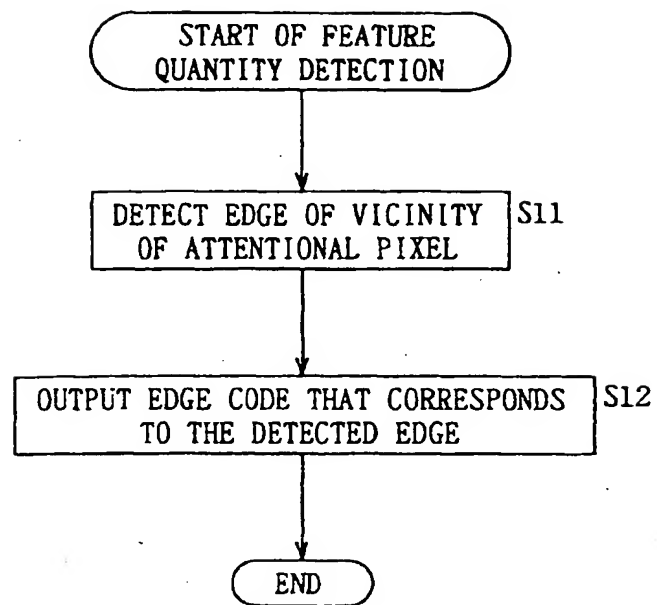 START OF FEATURE
QUANTITY DETECTION
DETECT EDGE OF VICINITY
OF ATTENTIONAL PIXEL
S11
OUTPUT EDGE CODE THAT CORRESPONDS
TO THE DETECTED EDGE
S12
END